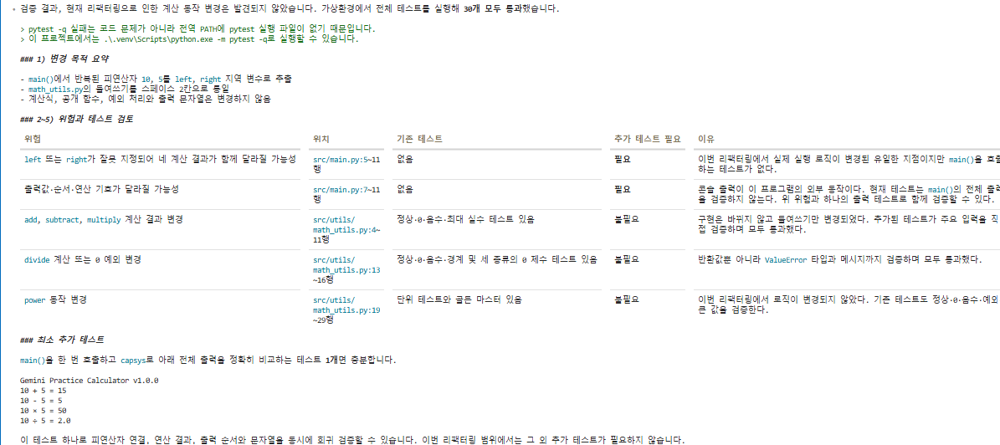 • 검증 결과, 현재 리팩터링으로 인한 계산 동작 변경은 발견되지 않았습니다. 가상환경에서 전체 테스트를 실행해 30개 모두 통과했습니다.
> pytest -q 실패는 코드 문제가 아니라 전역 PATH에 pytest 실행 파일이 없기 때문입니다.
> 이 프로젝트에서는 .\.venv\Scripts\python.exe -m pytest -q로 실행할 수 있습니다.
### 1) 변경 목적 요약
- main()에서 반복된 피연산자 10, 5를 left, right 지역 변수로 추출
- math_utils.py의 들여쓰기를 스페이스 2칸으로 통일
- 계산식, 공개 함수, 예외 처리와 출력 문자열은 변경하지 않음
### 2~5) 위험과 테스트 검토
위험 위치 기존 테스트 추가 테스트 필요 이유
left 또는 right가 잘못 지정되어 네 계산 결과가 함께 달라질 가능성 src/main.py:5~11 없음 필요 이번 리팩터링에서 실제 실행 로직이 변경된 유일한 지점이지만 main()을 호출
행 하는 테스트가 없다.
출력값·순서·연산 기호가 달라질 가능성 src/main.py:7~11 없음 필요 콘솔 출력이 이 프로그램의 외부 동작이다. 현재 테스트는 main()의 전체 출력
행 을 검증하지 않는다. 위 위험과 하나의 출력 테스트로 함께 검증할 수 있다.
add, subtract, multiply 계산 결과 변경 src/utils/ 정상·0·음수·최대 실수 테스트 있음 불필요 구현은 바뀌지 않고 들여쓰기만 변경되었다. 추가된 테스트가 주요 입력을 직
math_utils.py:4~ 접 검증하며 모두 통과했다.
11행
divide 계산 또는 0 예외 변경 src/utils/ 정상·0·음수·경계 및 세 종류의 0 제수 테스트 있음 불필요 반환값뿐 아니라 ValueError 타입과 메시지까지 검증하며 모두 통과했다.
math_utils.py:13
~16행
power 동작 변경 src/utils/ 단위 테스트와 골든 마스터 있음 불필요 이번 리팩터링에서 로직이 변경되지 않았다. 기존 테스트도 정상·0·음수·예외
math_utils.py:19 큰 값을 검증한다.
~29행
### 최소 추가 테스트
main()을 한 번 호출하고 capsys로 아래 전체 출력을 정확히 비교하는 테스트 1개면 충분합니다.
Gemini Practice Calculator v1.0.0
10 + 5 = 15
10 - 5 = 5
10 × 5 = 50
10 ÷ 5 = 2.0
이 테스트 하나로 피연산자 연결, 연산 결과, 출력 순서와 문자열을 동시에 회귀 검증할 수 있습니다. 이번 리팩터링 범위에서는 그 외 추가 테스트가 필요하지 않습니다.